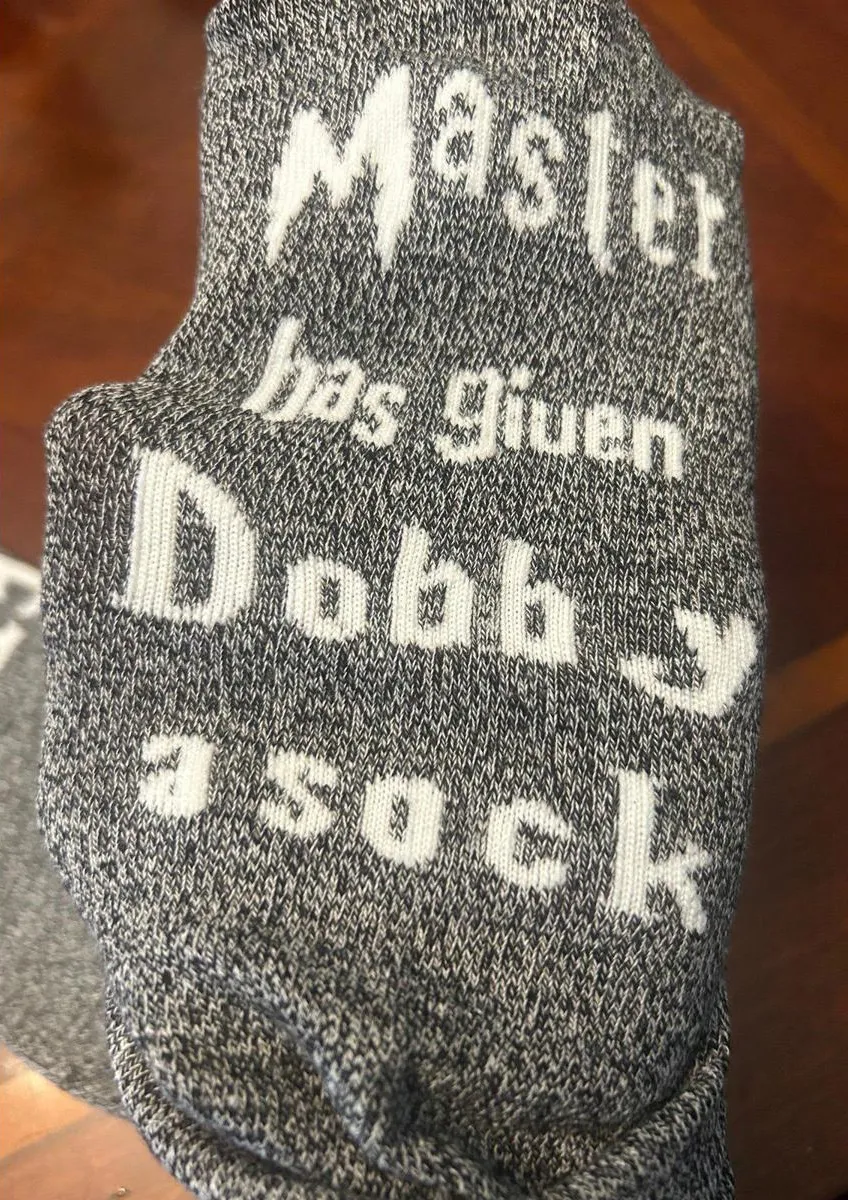 Master
has given
Dobby
a sock